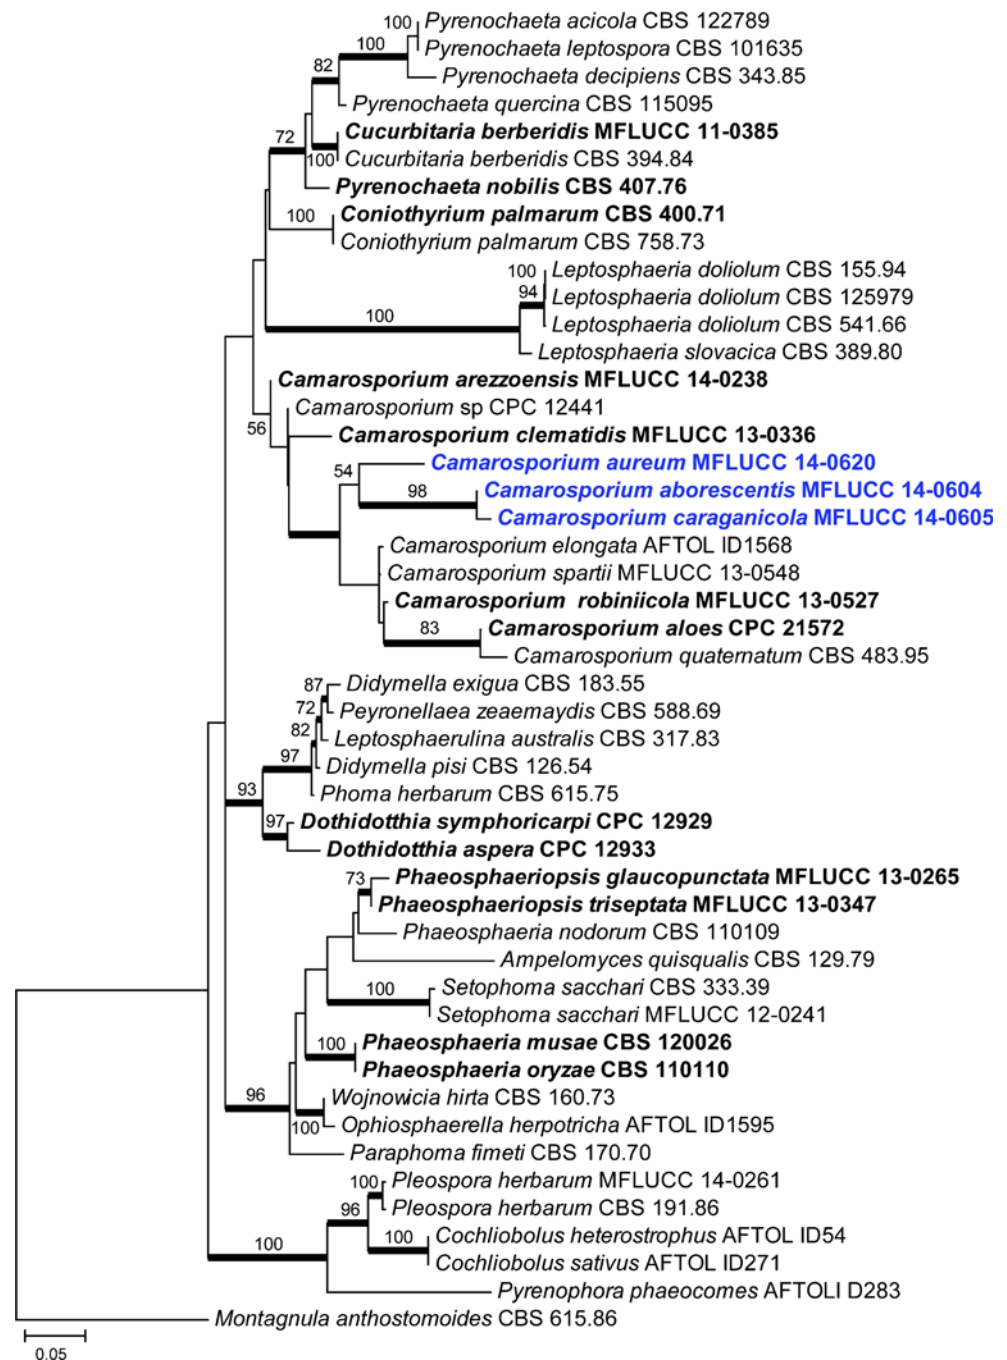 100 Pyrenochaeta acicola CBS 122789
100 Pyrenochaeta leptospora CBS 101635
82 Pyrenochaeta decipiens CBS 343.85
Pyrenochaeta quercina CBS 115095
72 Cucurbitaria berberidis MFLUCC 11-0385
100 Cucurbitaria berberidis CBS 394.84
Pyrenochaeta nobilis CBS 407.76
100 Coniothyrium palmarum CBS 400.71
Coniothyrium palmarum CBS 758.73
100 Leptosphaeria doliolum CBS 155.94
94 Leptosphaeria doliolum CBS 125979
100 Leptosphaeria doliolum CBS 541.66
Leptosphaeria slovacica CBS 389.80
Camarosporium arezzoensis MFLUCC 14-0238
Camarosporium sp CPC 12441
56 Camarosporium clematidis MFLUCC 13-0336
54 Camarosporium aureum MFLUCC 14-0620
98 Camarosporium aborescentis MFLUCC 14-0604
Camarosporium caraganicola MFLUCC 14-0605
Camarosporium elongata AFTOL ID1568
Camarosporium spartii MFLUCC 13-0548
Camarosporium robiniicola MFLUCC 13-0527
83 Camarosporium aloes CPC 21572
Camarosporium quaternatum CBS 483.95
87 Didymella exigua CBS 183.55
72 Peyronellaea zeaemaydis CBS 588.69
82 Leptosphaerulina australis CBS 317.83
97 Didymella pisi CBS 126.54
93 Phoma herbarum CBS 615.75
97 Dothidotthia symphoricarpi CPC 12929
Dothidotthia aspera CPC 12933
73 Phaeosphaeriopsis glaucopunctata MFLUCC 13-0265
Phaeosphaeriopsis triseptata MFLUCC 13-0347
Phaeosphaeria nodorum CBS 110109
Ampelomyces quisqualis CBS 129.79
100 Setophoma sacchari CBS 333.39
Setophoma sacchari MFLUCC 12-0241
100 Phaeosphaeria musae CBS 120026
Phaeosphaeria oryzae CBS 110110
96 Wojnowicia hirta CBS 160.73
100 Ophiosphaerella herpotricha AFTOL ID1595
Paraphoma fimeti CBS 170.70
100 Pleospora herbarum MFLUCC 14-0261
96 Pleospora herbarum CBS 191.86
100 Cochliobolus heterostrophus AFTOL ID54
100 Cochliobolus sativus AFTOL ID271
Pyrenophora phaeocomes AFTOLI D283
Montagnula anthostomoides CBS 615.86
0.05